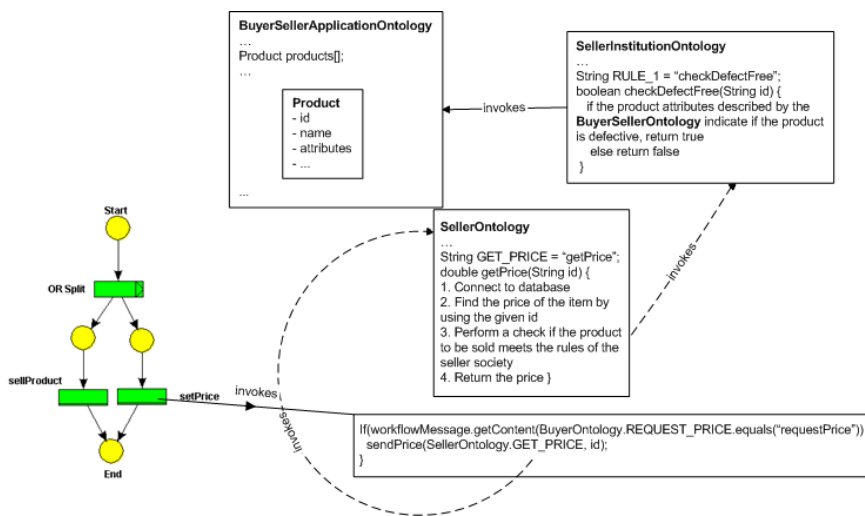 BuyerSellerApplicationOntology
...
Product products[];
...
Product
- id
- name
- attributes
- ...
...
SellerInstitutionOntology
...
String RULE_1 = “checkDefectFree”;
boolean checkDefectFree(String id) {
if the product attributes described by the
BuyerSellerOntology indicate if the product
is defective, return true
else return false
}
invokes
SellerOntology
...
String GET_PRICE = “getPrice”;
double getPrice(String id) {
1. Connect to database
2. Find the price of the item by
using the given id
3. Perform a check if the product
to be sold meets the rules of the
seller society
4. Return the price }
invokes
Start
OR Split
sellProduct
setPrice
End
invokes
invokes
If(workflowMessage.getContent(BuyerOntology.REQUEST_PRICE.equals(“requestPrice”))
sendPrice(SellerOntology.GET_PRICE, id);
}